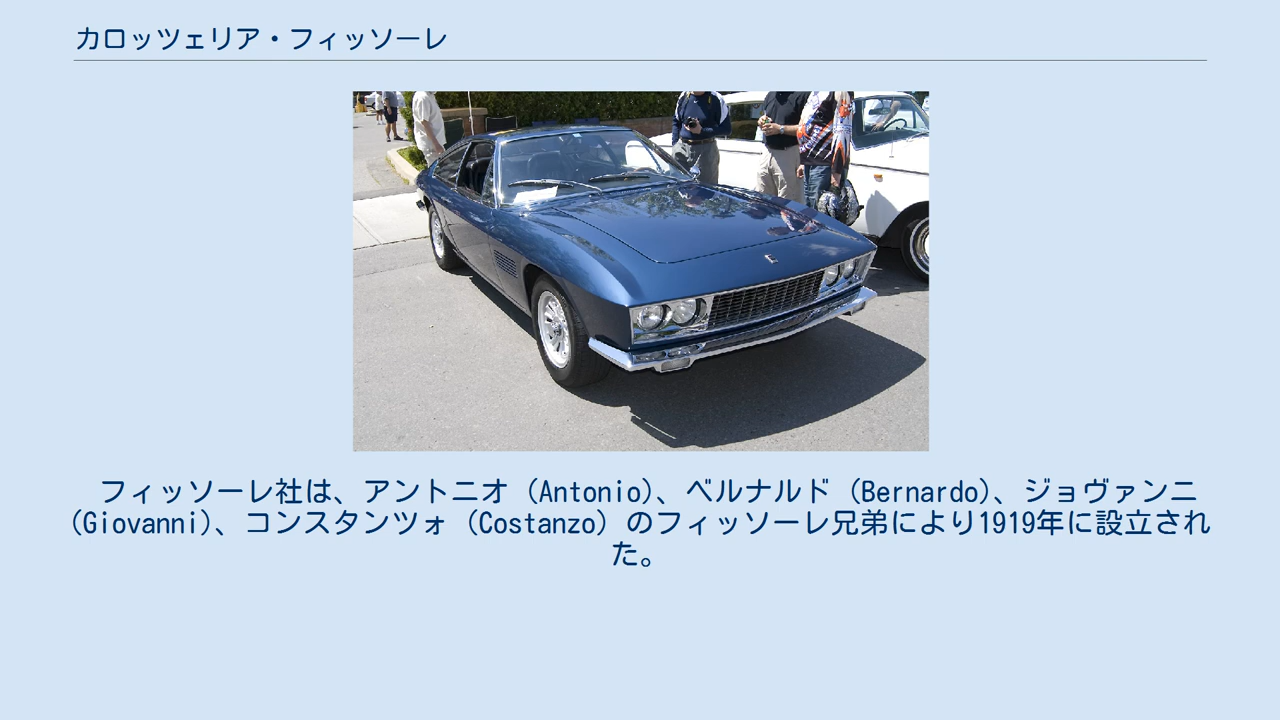 カロッツェリア・フィッソーレ
フィッソーレ社は、アントニオ（Antonio）、ベルナルド（Bernardo）、ジョヴァンニ
（Giovanni）、コンスタンツォ（Costanzo）のフィッソーレ兄弟により1919年に設立され
た。